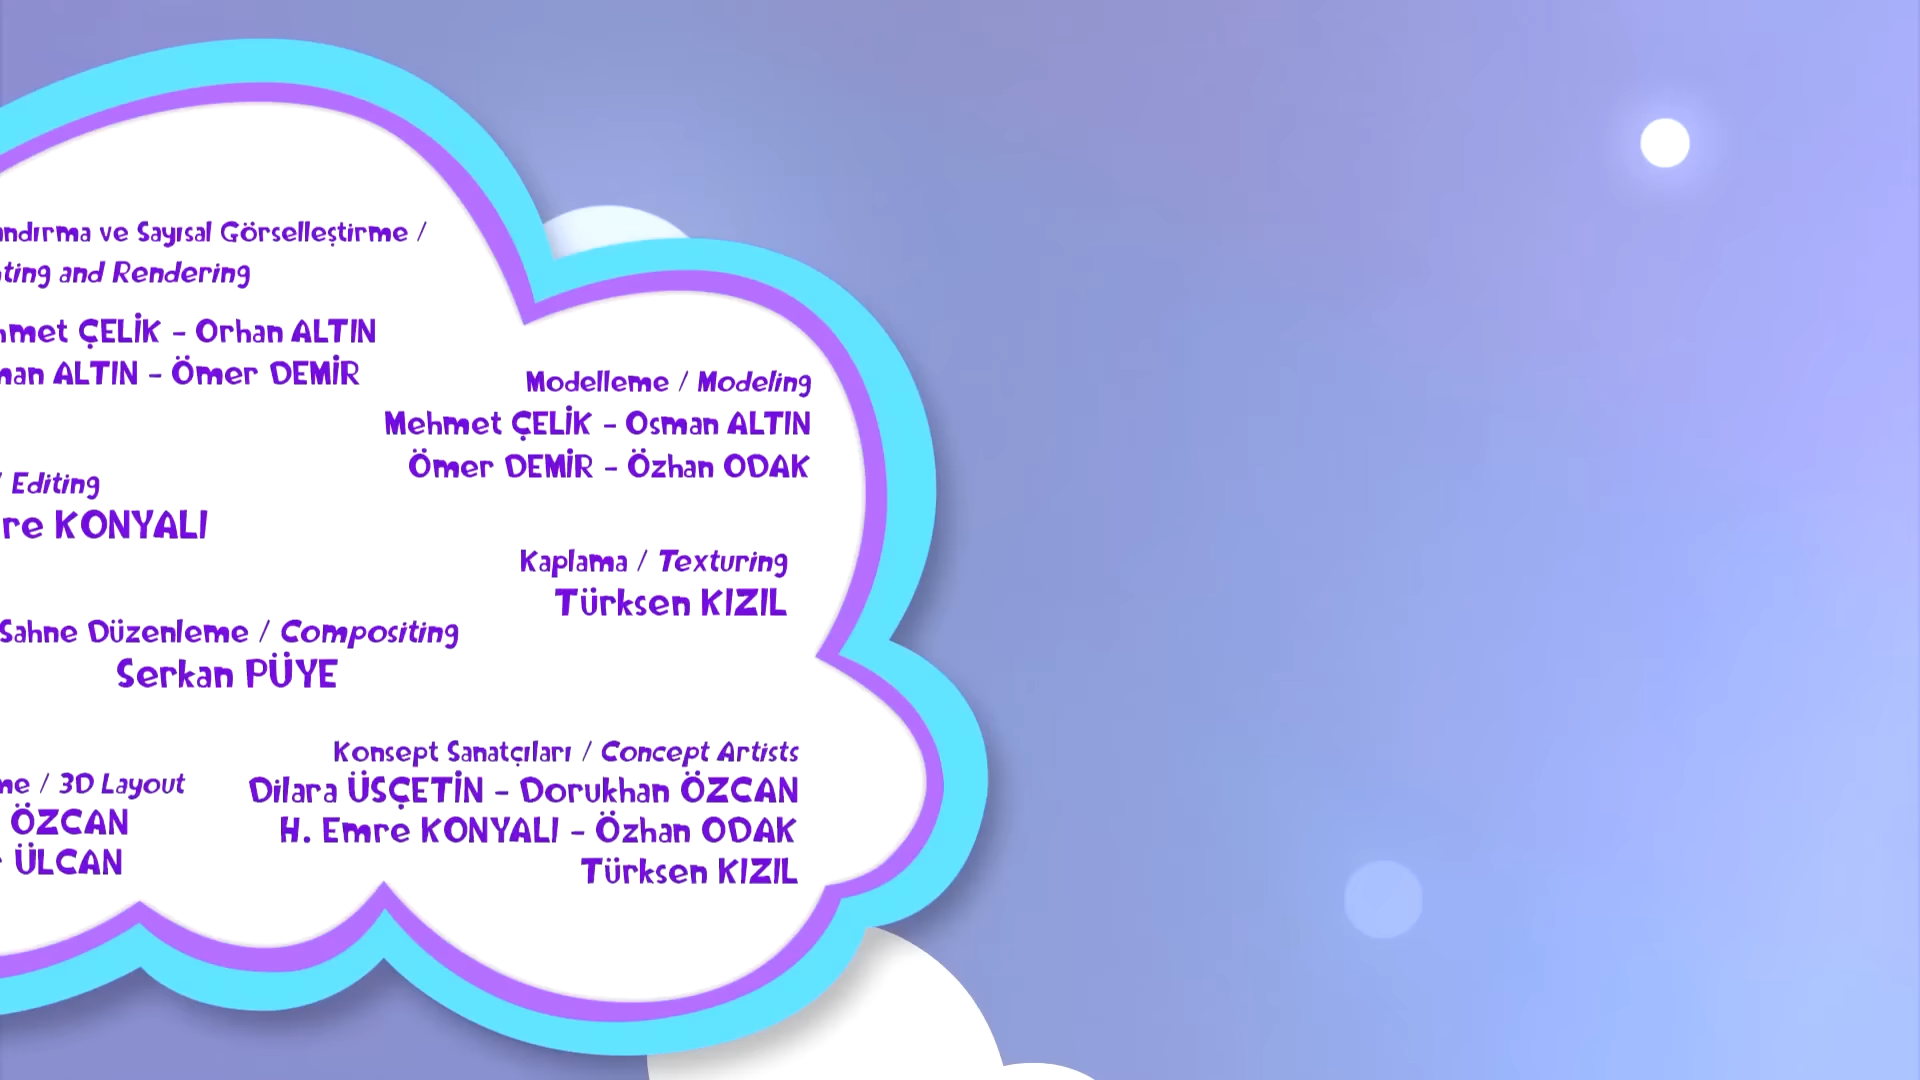 ve Sayısal Görselleştirme /
and Rendering
ÇELİK - Orhan ALTIN
ALTIN - Ömer DEMİR
Modelleme / Modeling
Mehmet ÇELİK - Osman ALTIN
Ömer DEMİR - Özhan ODAK
/ Editing
KONYALI
Kaplama / Texturing
Türksen KIZIL
Sahne Düzenleme / Compositing
Serkan PÜYE
/ 3D Layout
ÖZCAN
ÜLCAN
Konsept Sanatçıları / Concept Artists
Dilara ÜSÇETİN - Dorukhan ÖZCAN
H. Emre KONYALI - Özhan ODAK
Türksen KIZIL